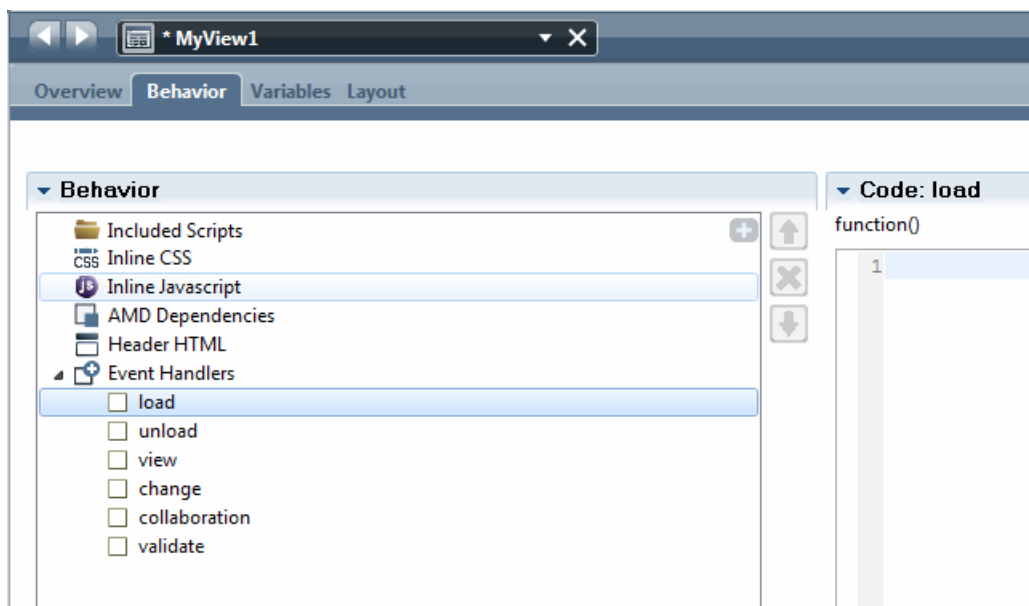 * MyView1
Overview Behavior Variables Layout
Behavior
Included Scripts
CSS Inline CSS
JS Inline Javascript
AMD Dependencies
Header HTML
Event Handlers
load
unload
view
change
collaboration
validate
Code: load
function()
1